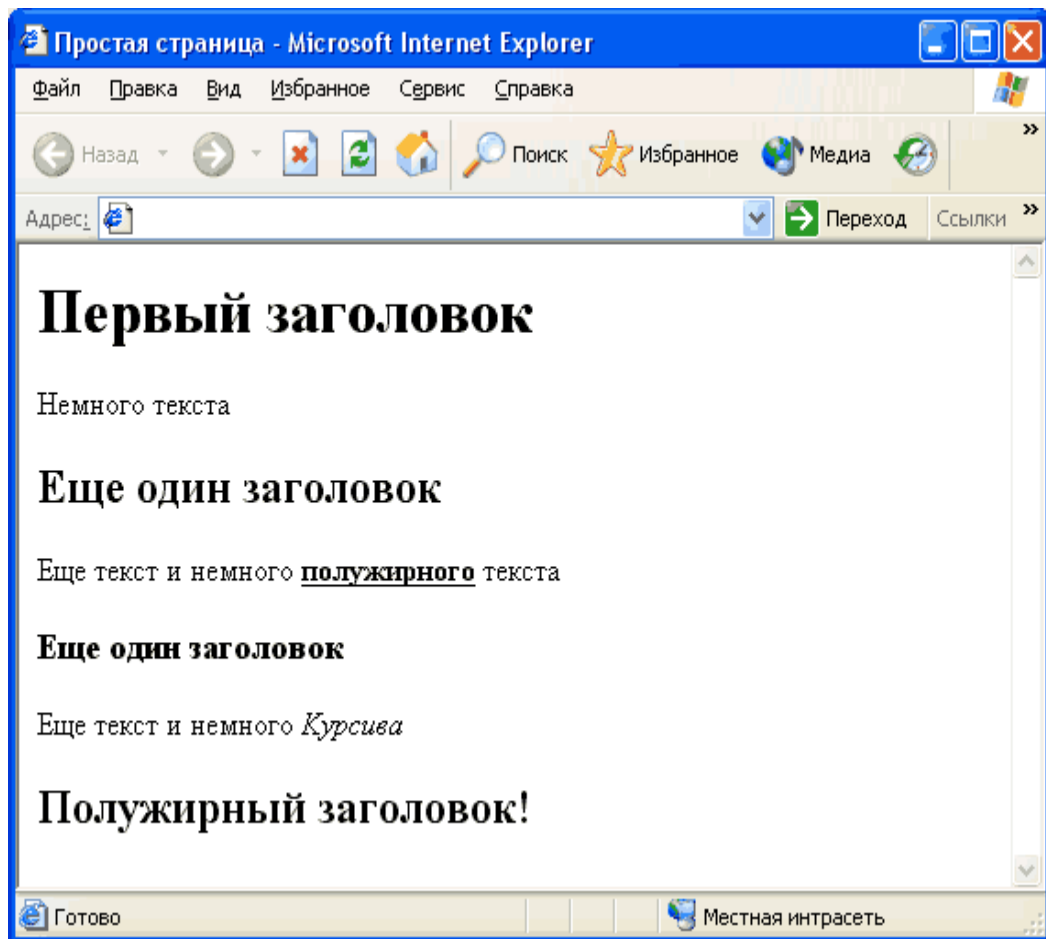 Простая страница - Microsoft Internet Explorer
Файл Правка Вид Избранное Сервис Справка
Назад Поиск Избранное Медиа »
Адрес: Переход Ссылки »
Первый заголовок
Немного текста
Еще один заголовок
Еще текст и немного полужирного текста
Еще один заголовок
Еще текст и немного Курсива
Полужирный заголовок!
Готово Местная интрасеть